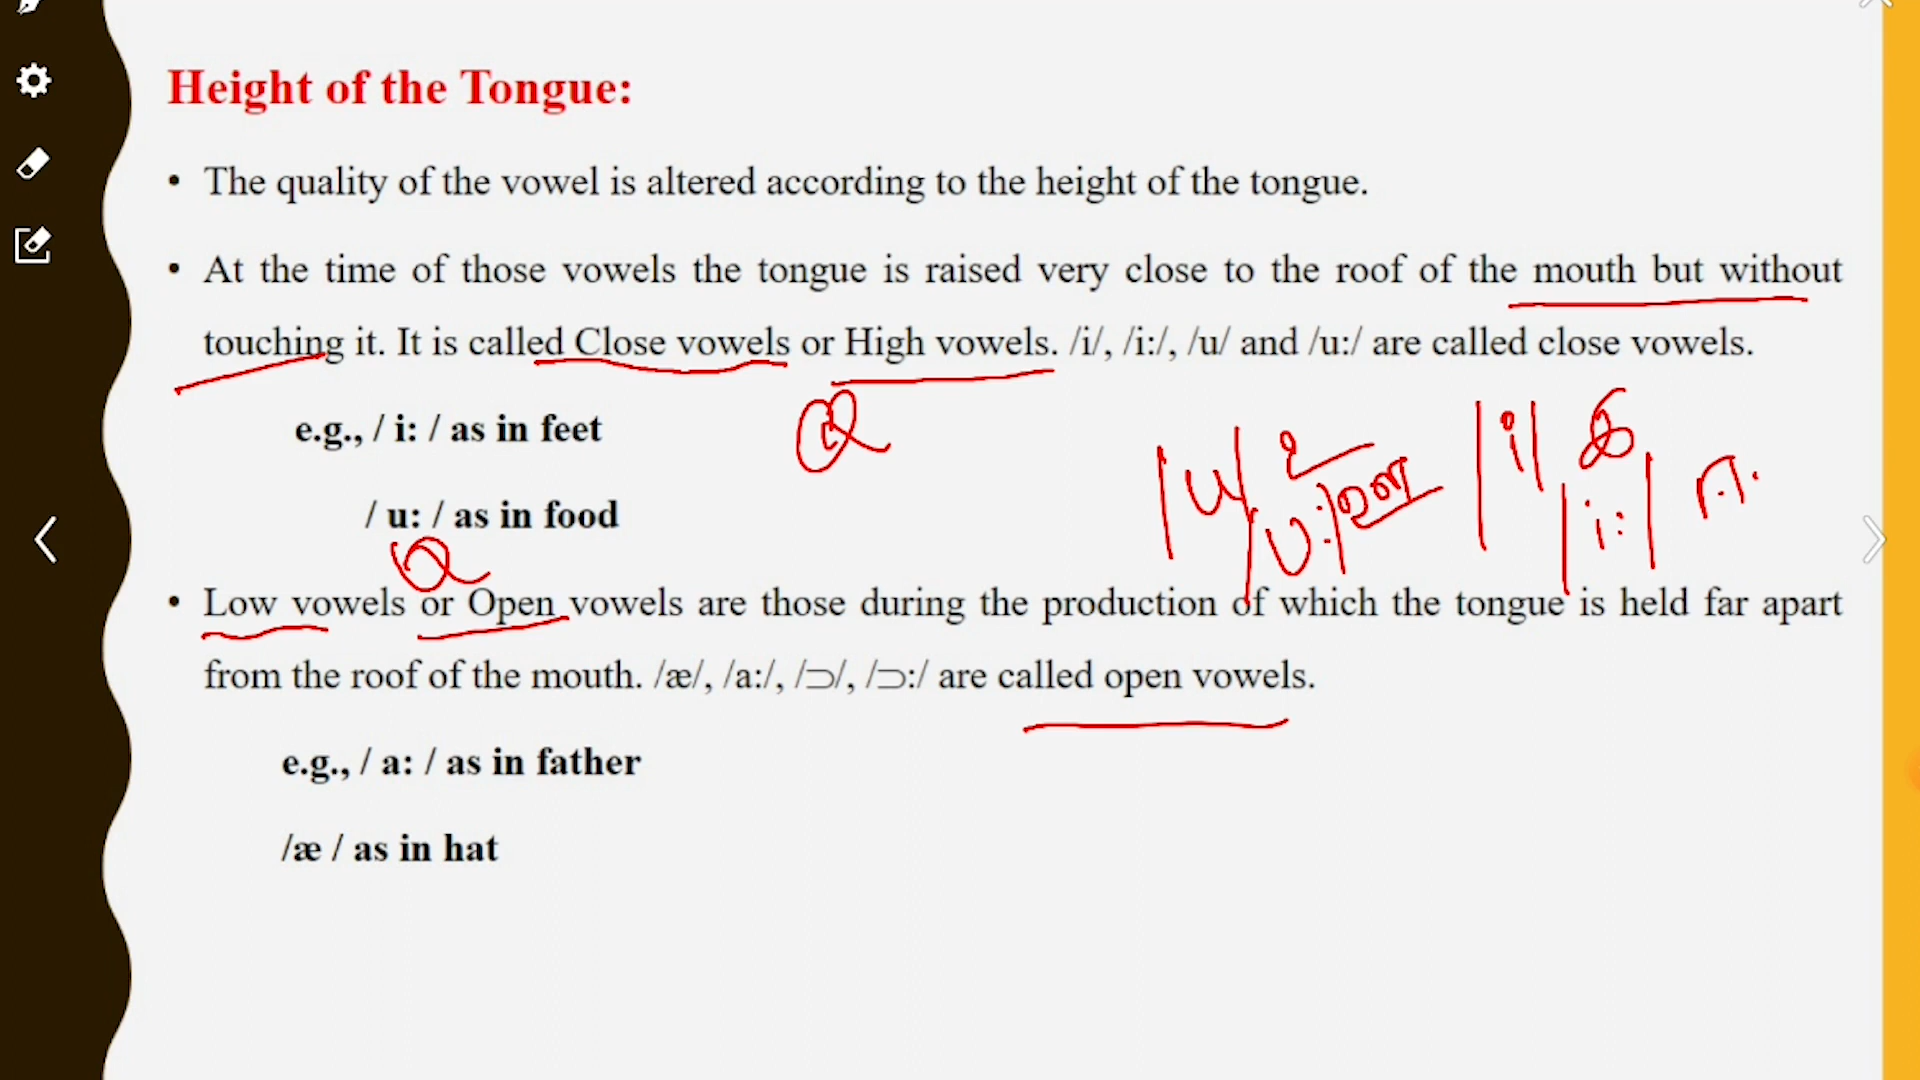 Height of the Tongue:
• The quality of the vowel is altered according to the height of the tongue.
• At the time of those vowels the tongue is raised very close to the roof of the mouth but without
touching it. It is called Close vowels or High vowels. /i/, /i:/, /u/ and /u:/ are called close vowels.
e.g., / i: / as in feet
/ u: / as in food
|u| உ
|u:| ஊ
|i| இ
|i:| ஈ
• Low vowels or Open vowels are those during the production of which the tongue is held far apart
from the roof of the mouth. /æ/, /a:/, /⊃/, /⊃:/ are called open vowels.
e.g., / a: / as in father
/æ / as in hat